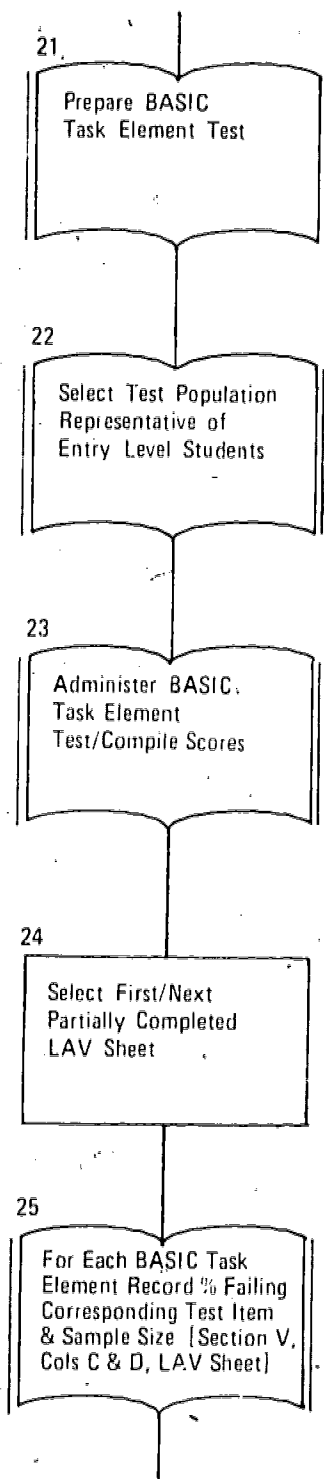 21
Prepare BASIC
Task Element Test
22
Select Test Population
Representative of
Entry Level Students
23
Administer BASIC
Task Element
Test/Compile Scores
24
Select First/Next
Partially Completed
LAV Sheet
25
For Each BASIC Task
Element Record % Failing
Corresponding Test Item
& Sample Size [Section V,
Cols C & D, LAV Sheet]